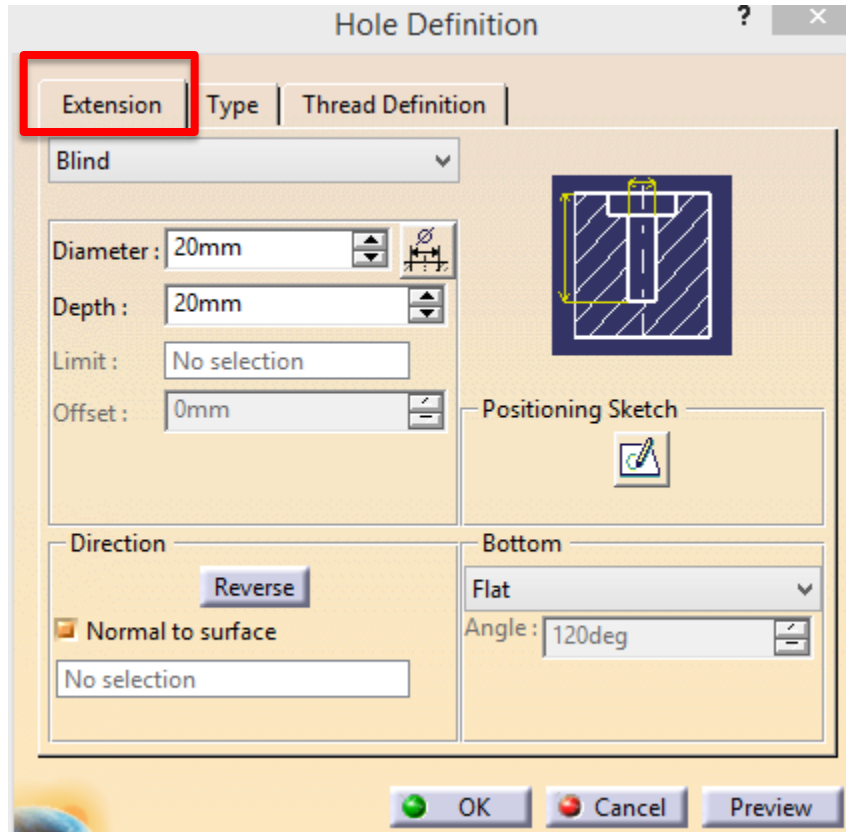 Hole Definition
?
Extension
Type
Thread Definition
Blind
Diameter :
20mm
Depth :
20mm
Limit :
No selection
Offset :
0mm
Positioning Sketch
Direction
Reverse
Normal to surface
No selection
Bottom
Flat
Angle :
120deg
OK
Cancel
Preview